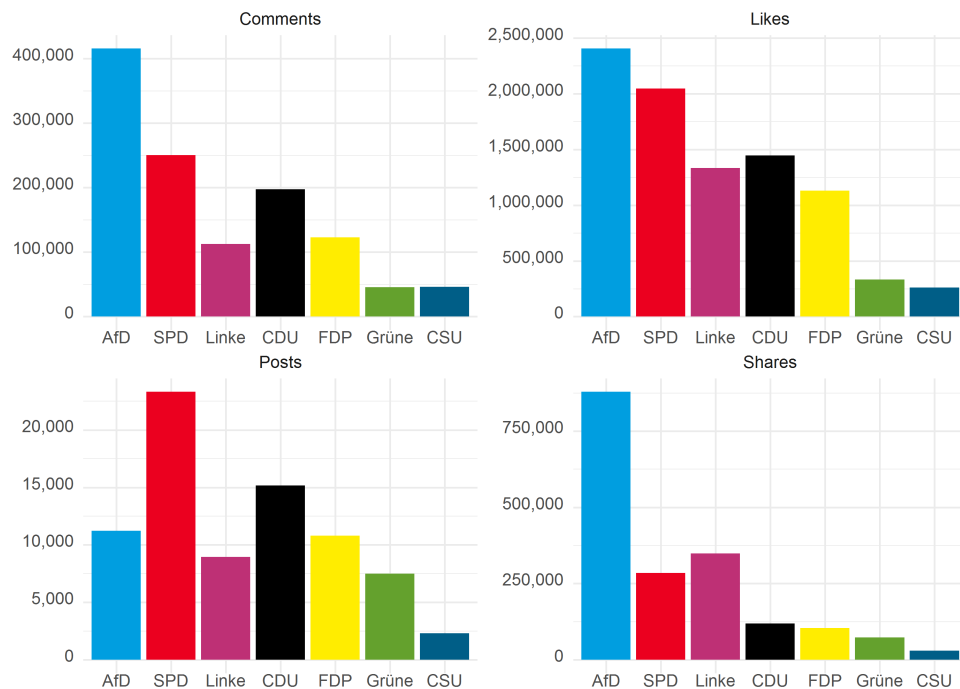 Comments
400,000
300,000
200,000
100,000
0
AfD SPD Linke CDU FDP Grüne CSU
Likes
2,500,000
2,000,000
1,500,000
1,000,000
500,000
0
AfD SPD Linke CDU FDP Grüne CSU
Posts
20,000
15,000
10,000
5,000
0
AfD SPD Linke CDU FDP Grüne CSU
Shares
750,000
500,000
250,000
0
AfD SPD Linke CDU FDP Grüne CSU